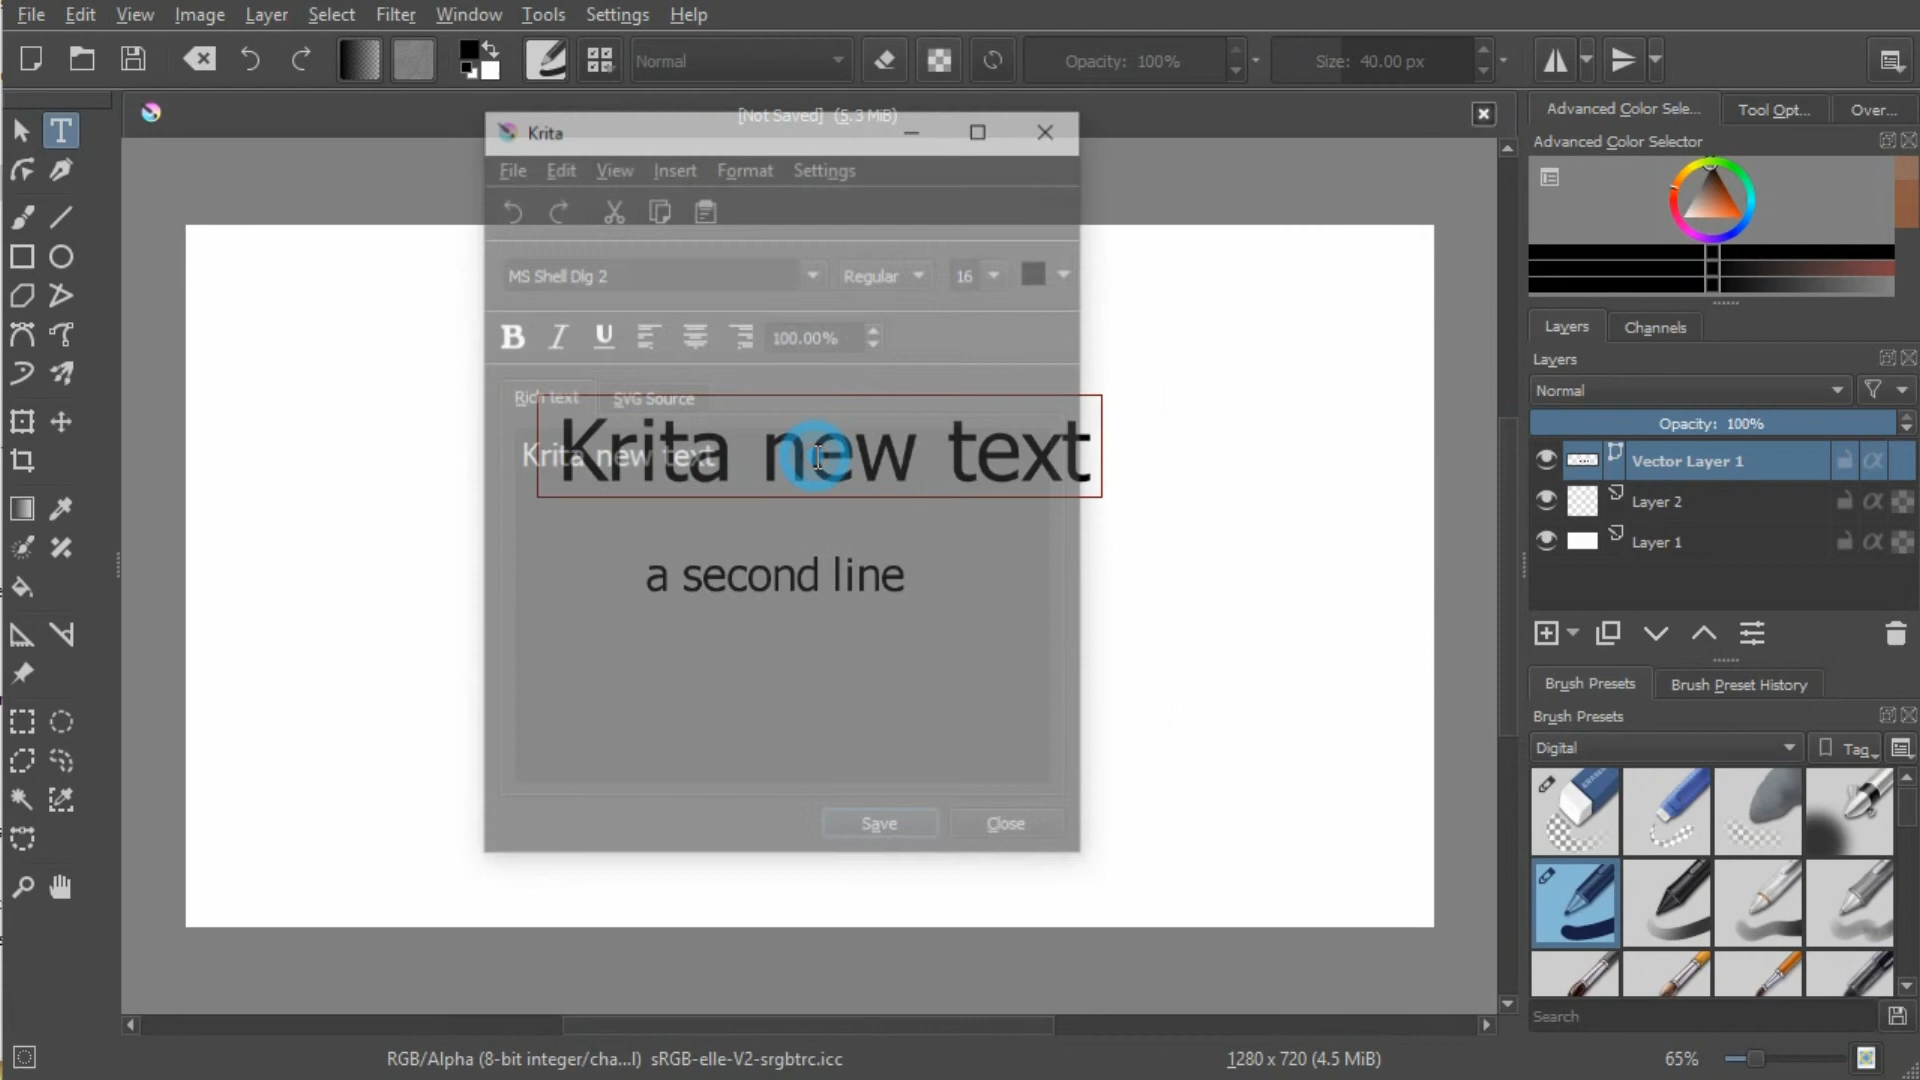 File Edit View Image Layer Select Filter Window Tools Settings Help
Normal Opacity: 100% Size: 40.00 px
[Not Saved] (5.3 MiB)
Krita
File Edit View Insert Format Settings
MS Shell Dlg 2 Regular 16
B I U 100.00%
Rich text SVG Source
Krita new text
Krita new text
a second line
Save Close
Advanced Color Sele... Tool Opt... Over...
Advanced Color Selector
Layers Channels
Layers
Normal
Opacity: 100%
Vector Layer 1
Layer 2
Layer 1
Brush Presets Brush Preset History
Brush Presets
Digital Tag
Search
RGB/Alpha (8-bit integer/cha...l) sRGB-elle-V2-srgbtrc.icc 1280 x 720 (4.5 MiB) 65%